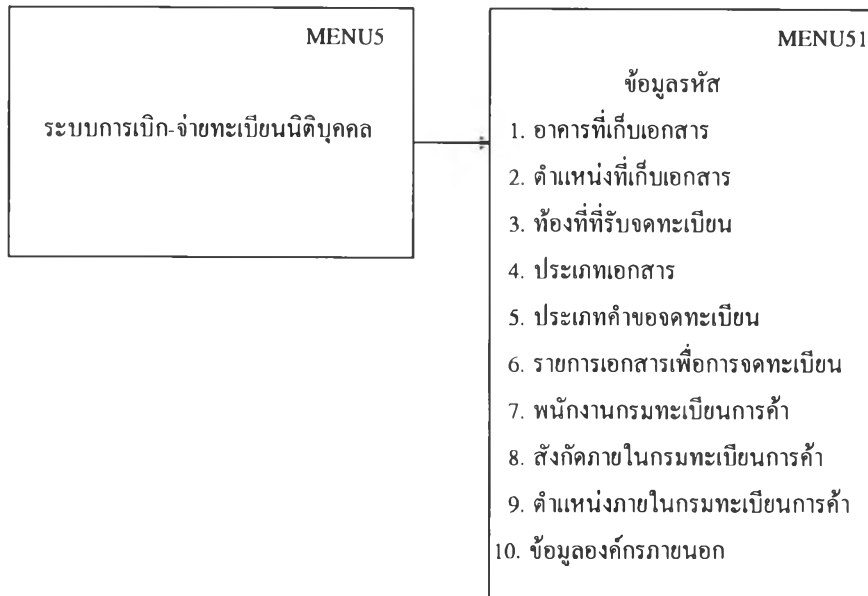 MENU5
ระบบการเบิก-จ่ายทะเบียนนิติบุคคล
MENU51
ข้อมูลรหัส
1. อาคารที่เก็บเอกสาร
2. ตำแหน่งที่เก็บเอกสาร
3. ท้องที่ที่รับจดทะเบียน
4. ประเภทเอกสาร
5. ประเภทคำขอจดทะเบียน
6. รายการเอกสารเพื่อการจดทะเบียน
7. พนักงานกรมทะเบียนการค้า
8. สังกัดภายในกรมทะเบียนการค้า
9. ตำแหน่งภายในกรมทะเบียนการค้า
10. ข้อมูลองค์กรภายนอก